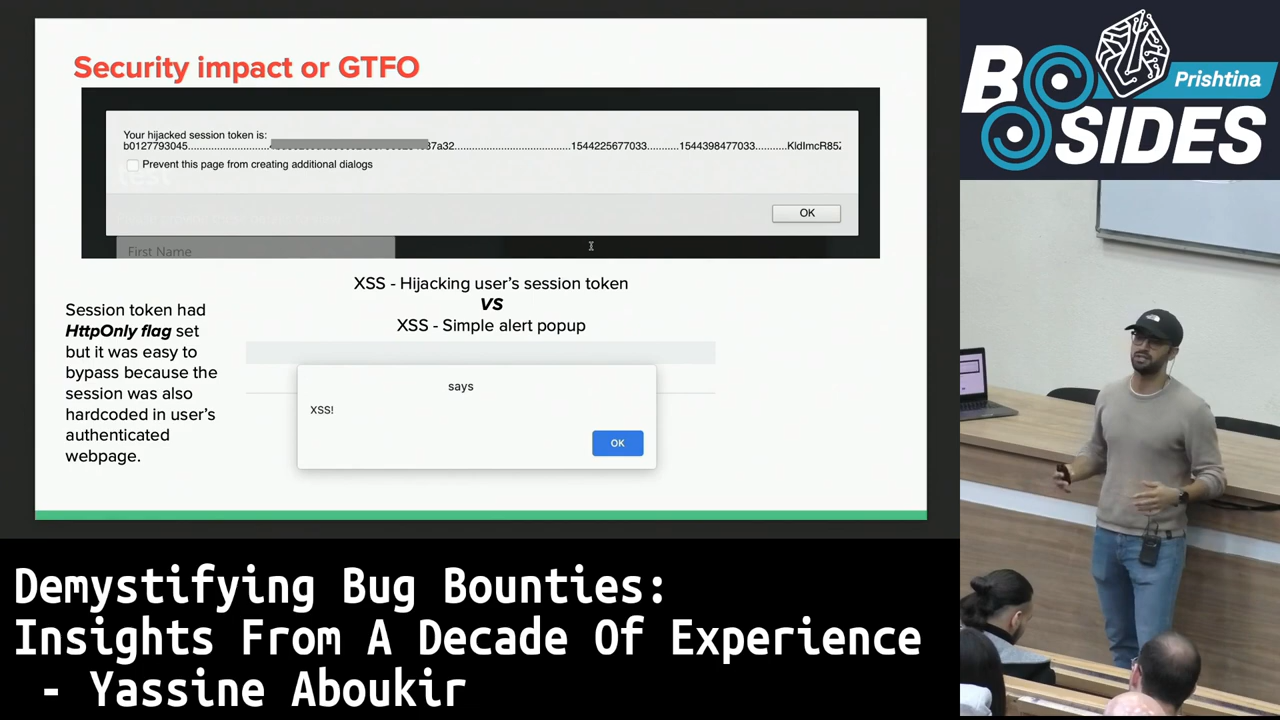 Security impact or GTFO
Your hijacked session token is:
b0127793045
37a32
1544225677033
1544398477033
KldImcR85
Prevent this page from creating additional dialogs
test
OK
First Name
XSS - Hijacking user's session token
VS
XSS - Simple alert popup
Session token had
HttpOnly flag set
but it was easy to
bypass because the
session was also
hardcoded in user's
authenticated
webpage.
says
XSS!
OK
BSIDES
Prishtina
Demystifying Bug Bounties:
Insights From A Decade Of Experience
- Yassine Aboukir